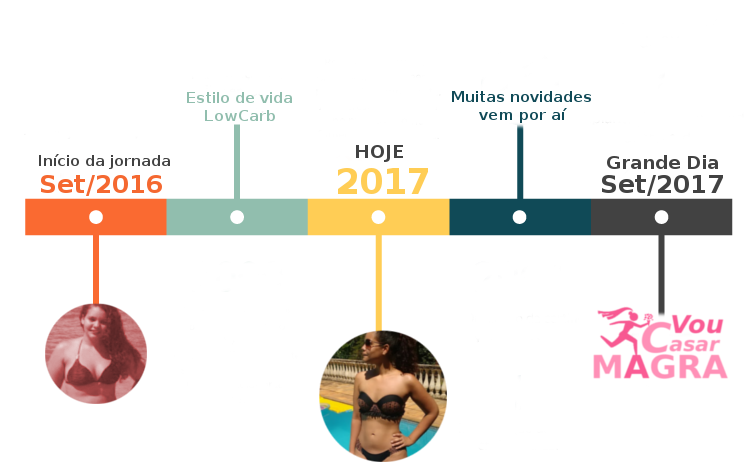 Início da jornada
Set/2016
Estilo de vida
LowCarb
HOJE
2017
Muitas novidades
vem por aí
Grande Dia
Set/2017
Vou
Casar
MAGRA